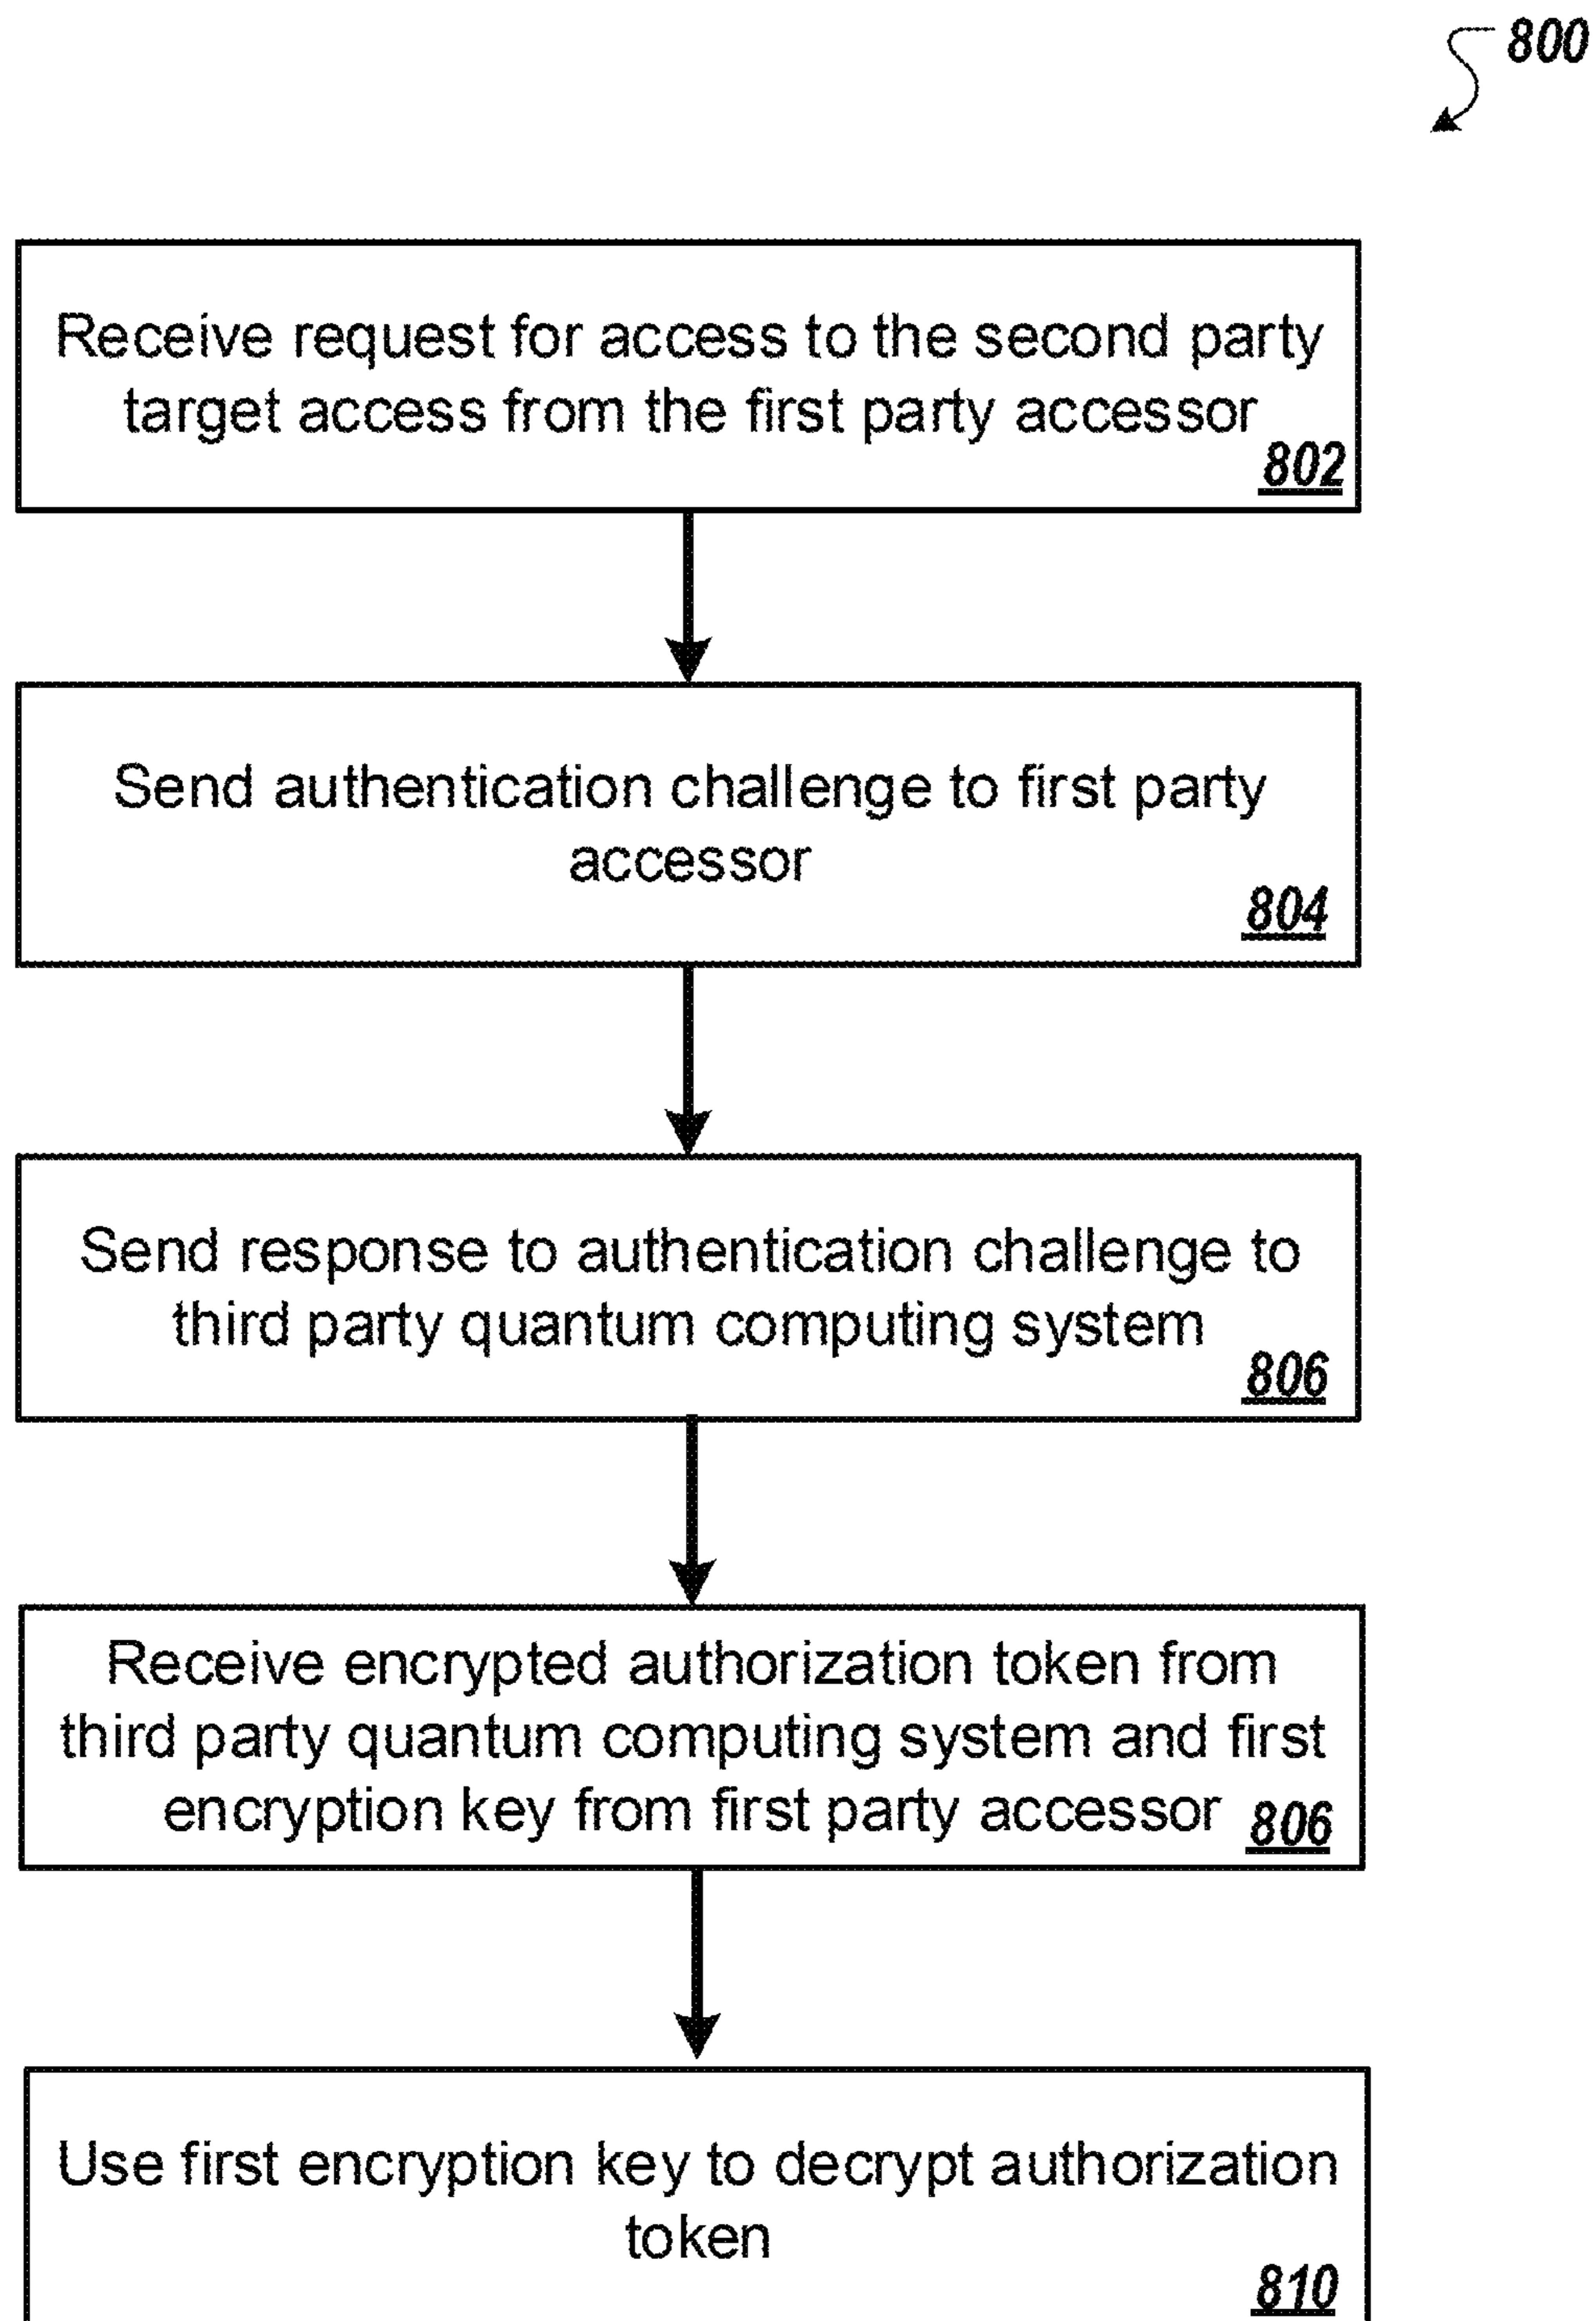 800
Receive request for access to the second party
target access from the first party accessor
802
Send authentication challenge to first party
accessor
804
Send response to authentication challenge to
third party quantum computing system
806
Receive encrypted authorization token from
third party quantum computing system and first
encryption key from first party accessor 806
Use first encryption key to decrypt authorization
token
810